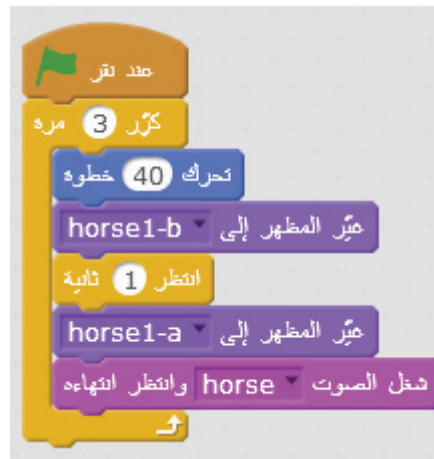 عند نقر
كرّر 3 مرة
تحرك 40 خطوة
غيِّر المظهر إلى horse1-b
انتظر 1 ثانية
غيِّر المظهر إلى horse1-a
شغل الصوت horse وانتظر انتهاءه